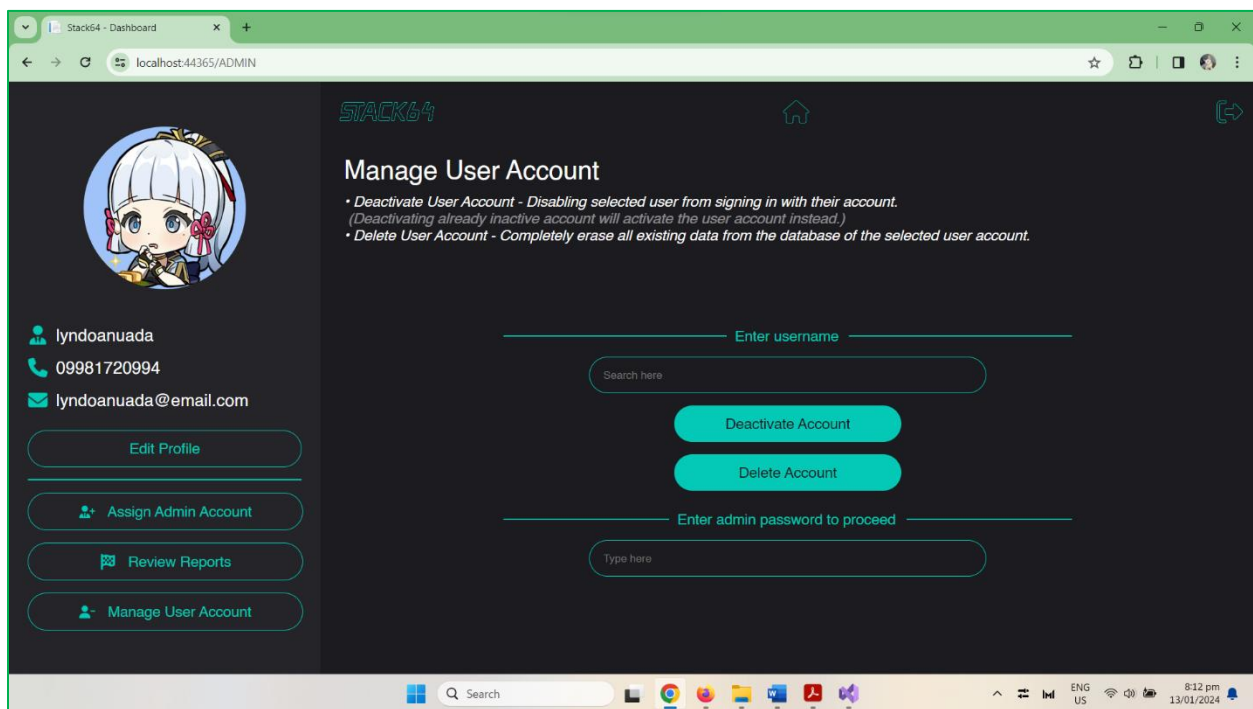 Stack64 - Dashboard
localhost:44365/ADMIN
STACK64
Manage User Account
• Deactivate User Account - Disabling selected user from signing in with their account.
(Deactivating already inactive account will activate the user account instead.)
• Delete User Account - Completely erase all existing data from the database of the selected user account.
lyndoanuada
09981720994
lyndoanuada@email.com
Edit Profile
Assign Admin Account
Review Reports
Manage User Account
Enter username
Search here
Deactivate Account
Delete Account
Enter admin password to proceed
Type here
Search
ENG
US
8:12 pm
13/01/2024